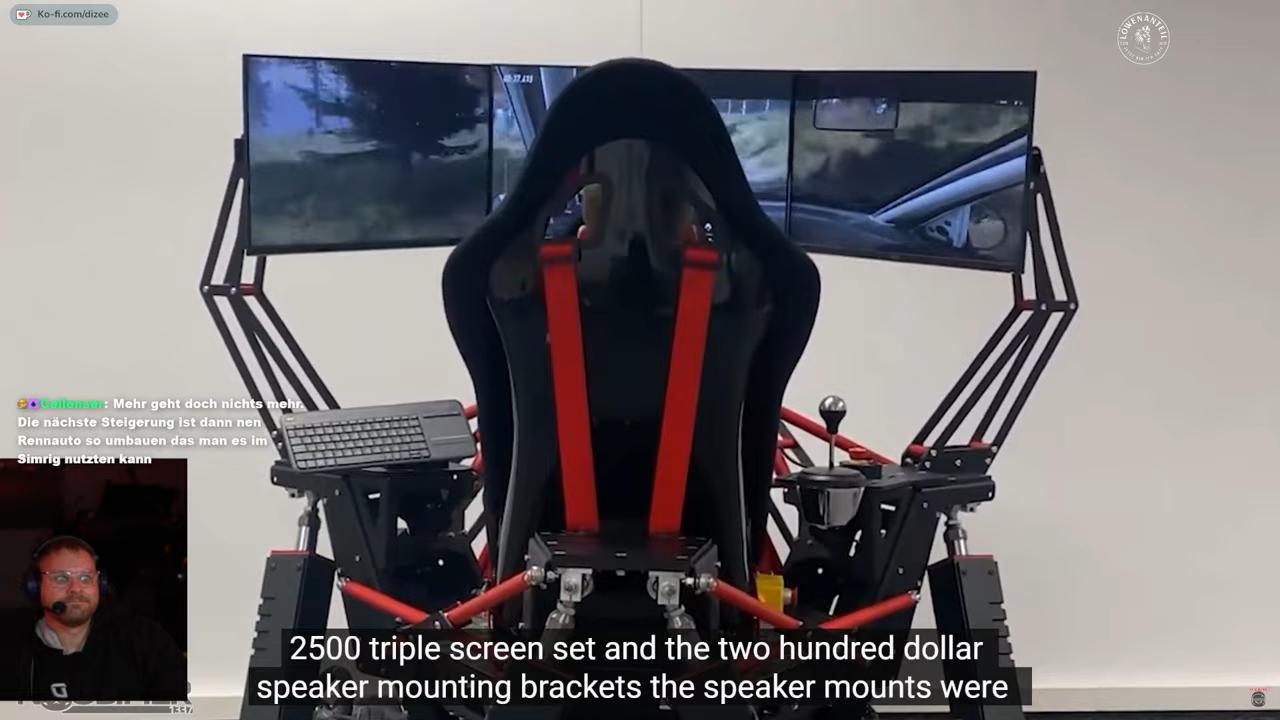 Ko-fi.com/dizee
LÖWENANTEIL
Mehr geht doch nichts mehr.
Die nächste Steigerung ist dann nen
Rennauto so umbauen das man es im
Simrig nutzten kann
2500 triple screen set and the two hundred dollar
speaker mounting brackets the speaker mounts were
1337